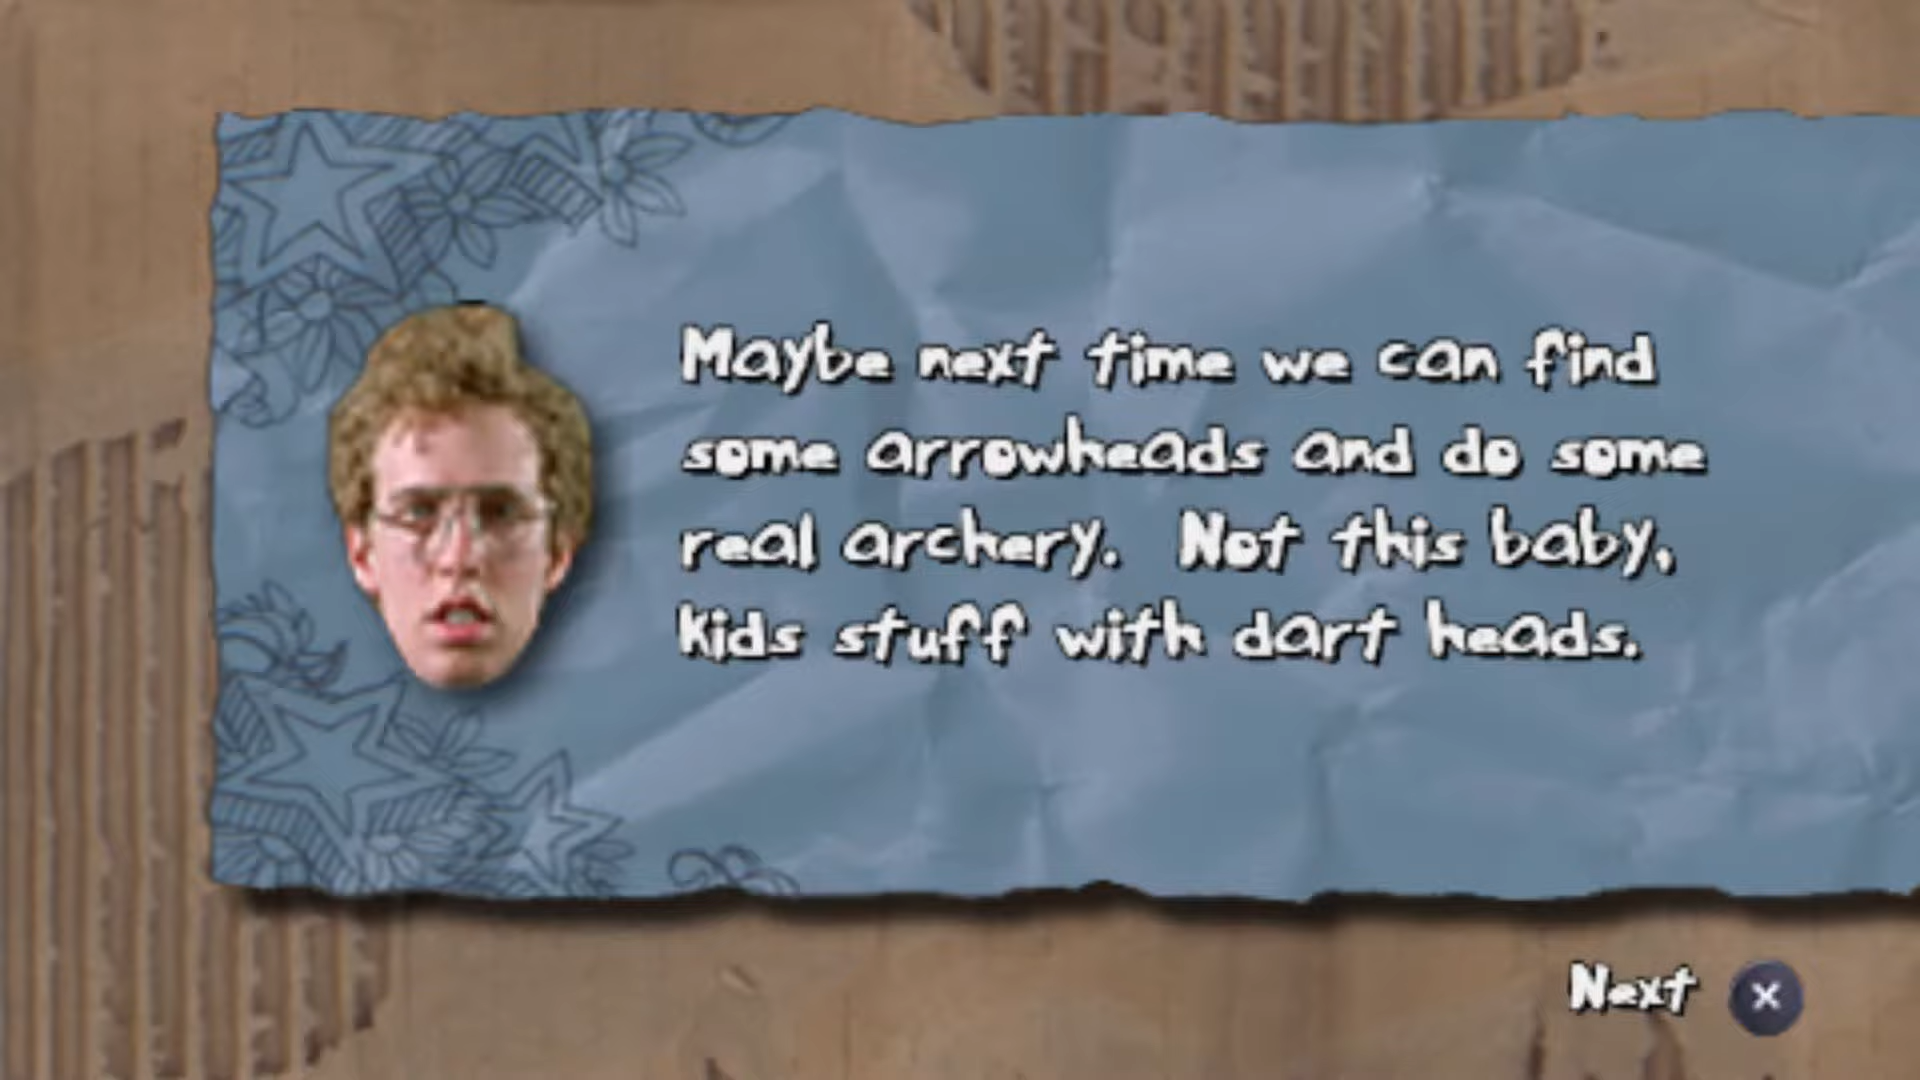 Maybe next time we can find
some arrowheads and do some
real archery.  Not this baby,
kids stuff with dart heads.
Next